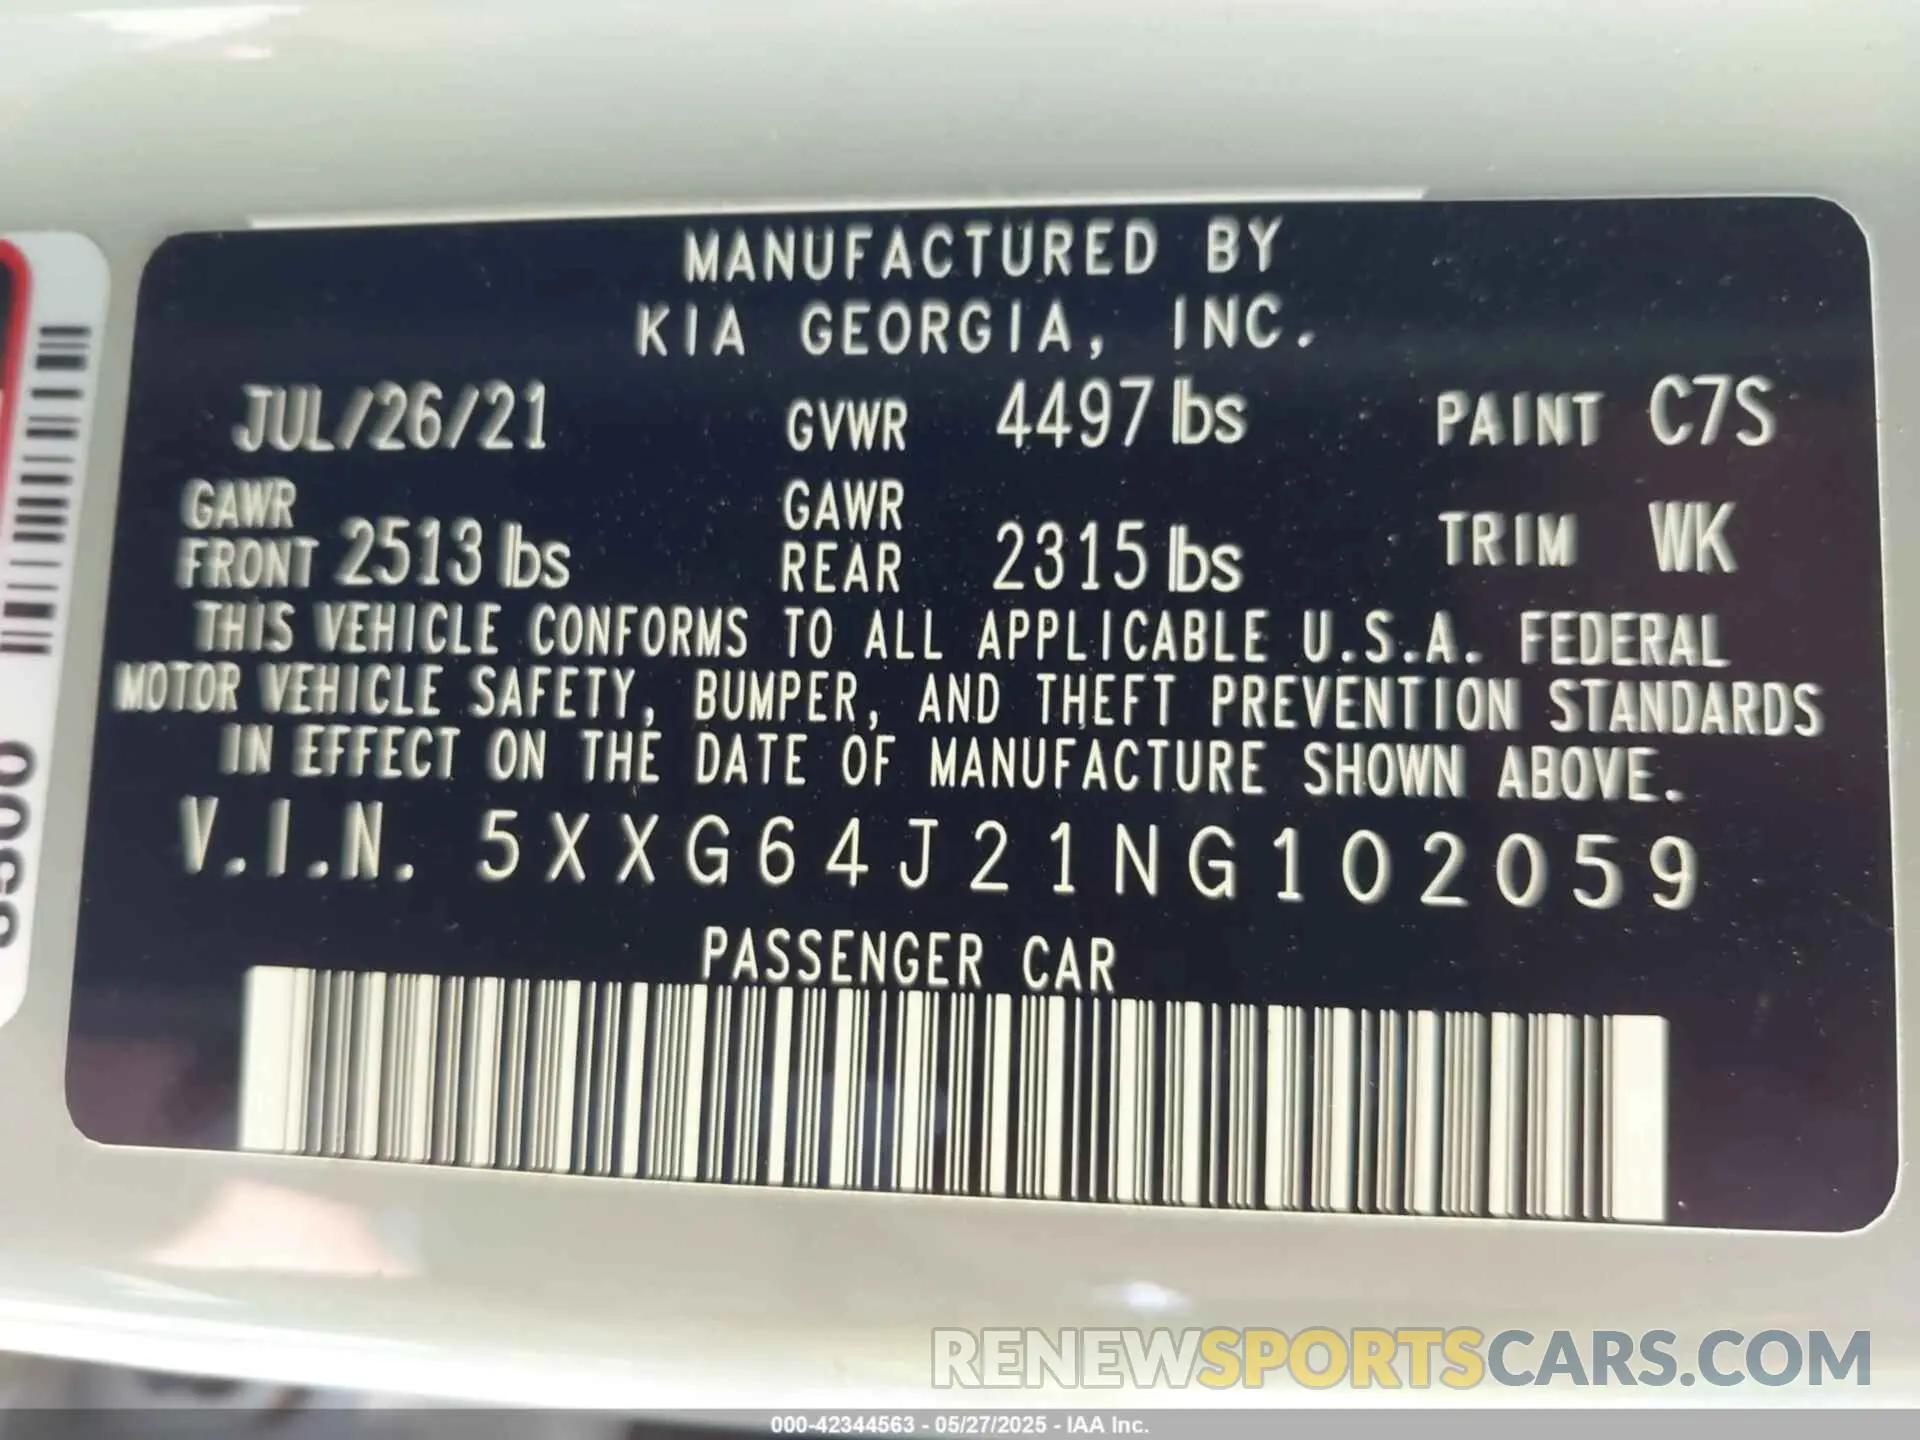 MANUFACTURED BY
KIA GEORGIA, INC.
JUL/26/21 GVWR 4497 lbs PAINT C7S
GAWR FRONT 2513 lbs GAWR REAR 2315 lbs TRIM WK
THIS VEHICLE CONFORMS TO ALL APPLICABLE U.S.A. FEDERAL
MOTOR VEHICLE SAFETY, BUMPER, AND THEFT PREVENTION STANDARDS
IN EFFECT ON THE DATE OF MANUFACTURE SHOWN ABOVE.
V.I.N. 5XXG64J21NG102059
PASSENGER CAR
RENEWSPORTSCARS.COM
000-42344563 - 05/27/2025 - IAA Inc.